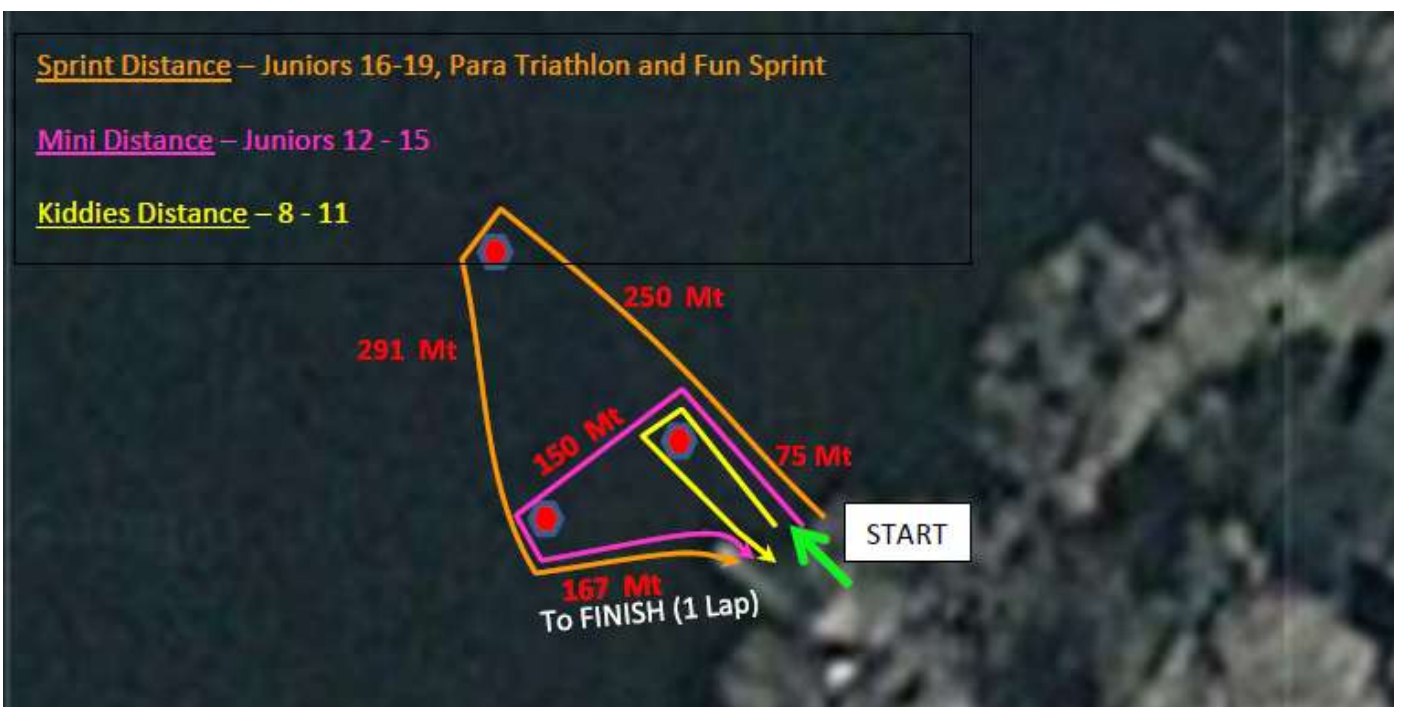 Sprint Distance – Juniors 16-19, Para Triathlon and Fun Sprint
Mini Distance – Juniors 12 - 15
Kiddies Distance – 8 - 11
250 Mt
291 Mt
150 Mt
75 Mt
START
167 Mt
To FINISH (1 Lap)